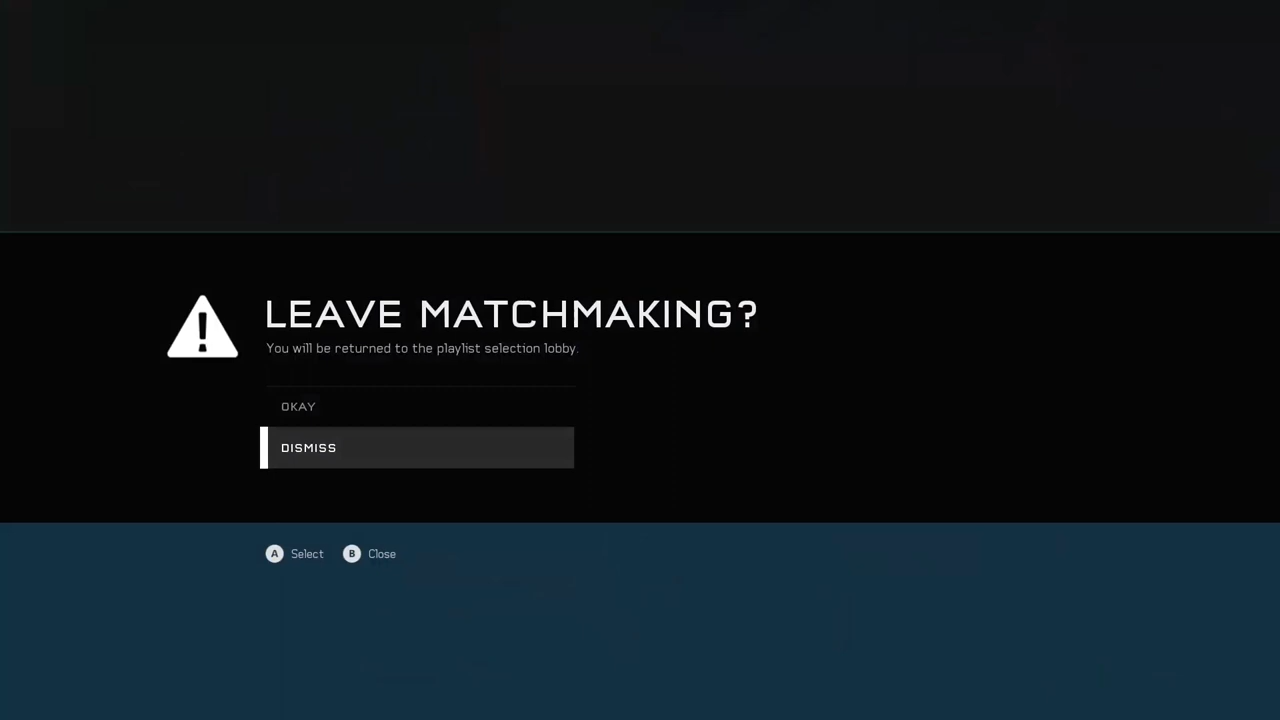 LEAVE MATCHMAKING?
You will be returned to the playlist selection lobby.
OKAY
DISMISS
A Select B Close